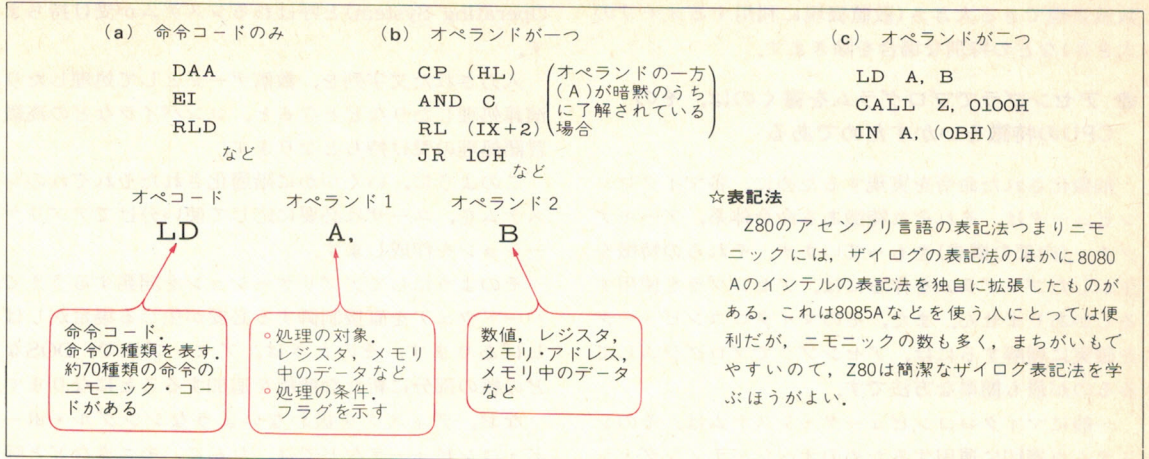 (a) 命令コードのみ
DAA
EI
RLD
など
(b) オペランドが一つ
CP (HL)
AND C
RL (IX+2)
JR 1CH
など
(オペランドの一方
(A)が暗黙のうち
に了解されている
場合)
(c) オペランドが二つ
LD A, B
CALL Z, 0100H
IN A, (0BH)
オペコード
LD
オペランド1
A,
オペランド2
B
命令コード.
命令の種類を表す.
約70種類の命令の
ニモニック・コー
ドがある
処理の対象.
レジスタ, メモリ
中のデータなど
処理の条件.
フラグを示す
数値, レジスタ,
メモリ・アドレス,
メモリ中のデータ
など
☆表記法
Z80のアセンブリ言語の表記法つまりニモ
ニックには, ザイログの表記法のほかに8080
Aのインテルの表記法を独自に拡張したものが
ある. これは8085Aなどを使う人にとっては便
利だが, ニモニックの数も多く, まちがいもで
やすいので, Z80は簡潔なザイログ表記法を学
ぶほうがよい.